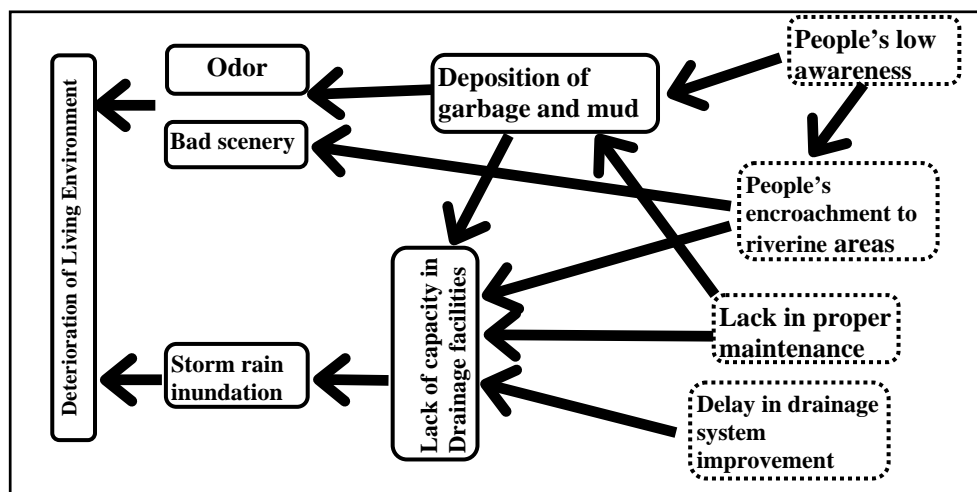 Deterioration of Living Environment
Odor
Bad scenery
Storm rain
inundation
Deposition of
garbage and mud
Lack of capacity in
Drainage facilities
People’s low
awareness
People’s
encroachment to
riverine areas
Lack in proper
maintenance
Delay in drainage
system
improvement